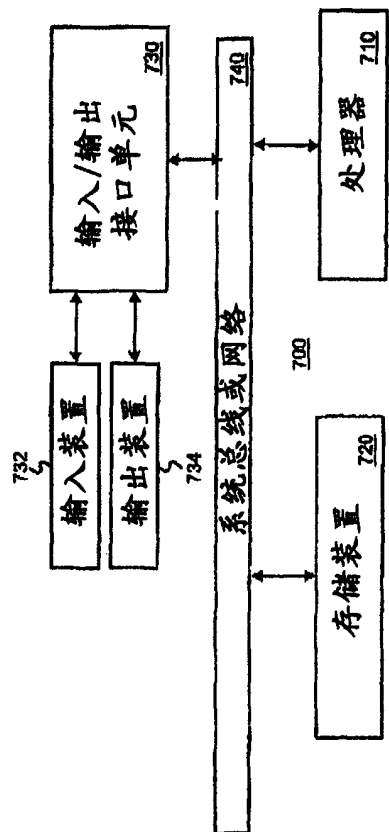 732
输入装置
输出装置
734
输入/输出
接口单元
730
系统总线或网络
740
700
存储装置
720
处理器
710